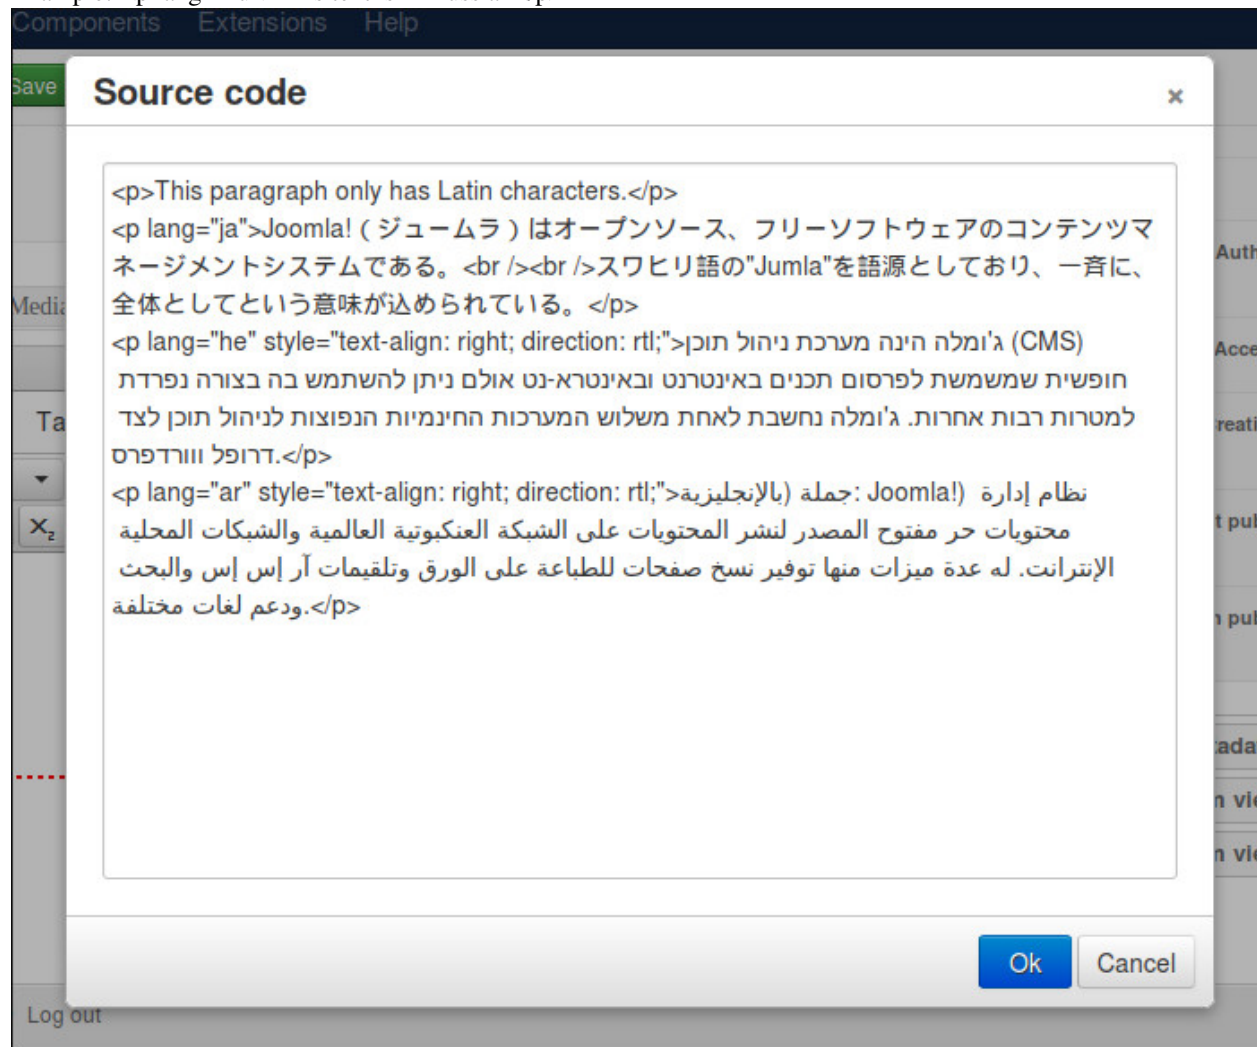 Components Extensions Help
Save
Source code
×
<p>This paragraph only has Latin characters.</p>
<p lang="ja">Joomla! ( ジュームラ ) はオープンソース、フリーソフトウェアのコンテンツマ
ネージメントシステムである。<br /><br />スワヒリ語の"Jumla"を語源としており、一斉に、
全体としてという意味が込められている。</p>
<p lang="he" style="text-align: right; direction: rtl;">ג'ומלה הינה מערכת ניהול תוכן (CMS)
חופשית שמשמשת לפרסום תכנים באינטרנט ובאינטרא-נט אולם ניתן להשתמש בה בצורה נפרדת
למטרות רבות אחרות. ג'ומלה נחשבת לאחת משלוש המערכות החינמיות הנפוצות לניהול תוכן לצד
דרופל ווורדפרס.</p>
<p lang="ar" style="text-align: right; direction: rtl;">جملة (بالإنجليزية: Joomla!) نظام إدارة
محتويات حر مفتوح المصدر لنشر المحتويات على الشبكة العنكبوتية العالمية والشبكات المحلية
الإنترانت. له عدة ميزات منها توفير نسخ صفحات للطباعة على الورق وتلقيمات آر إس إس والبحث
ودعم لغات مختلفة.</p>
Ok Cancel
Log out